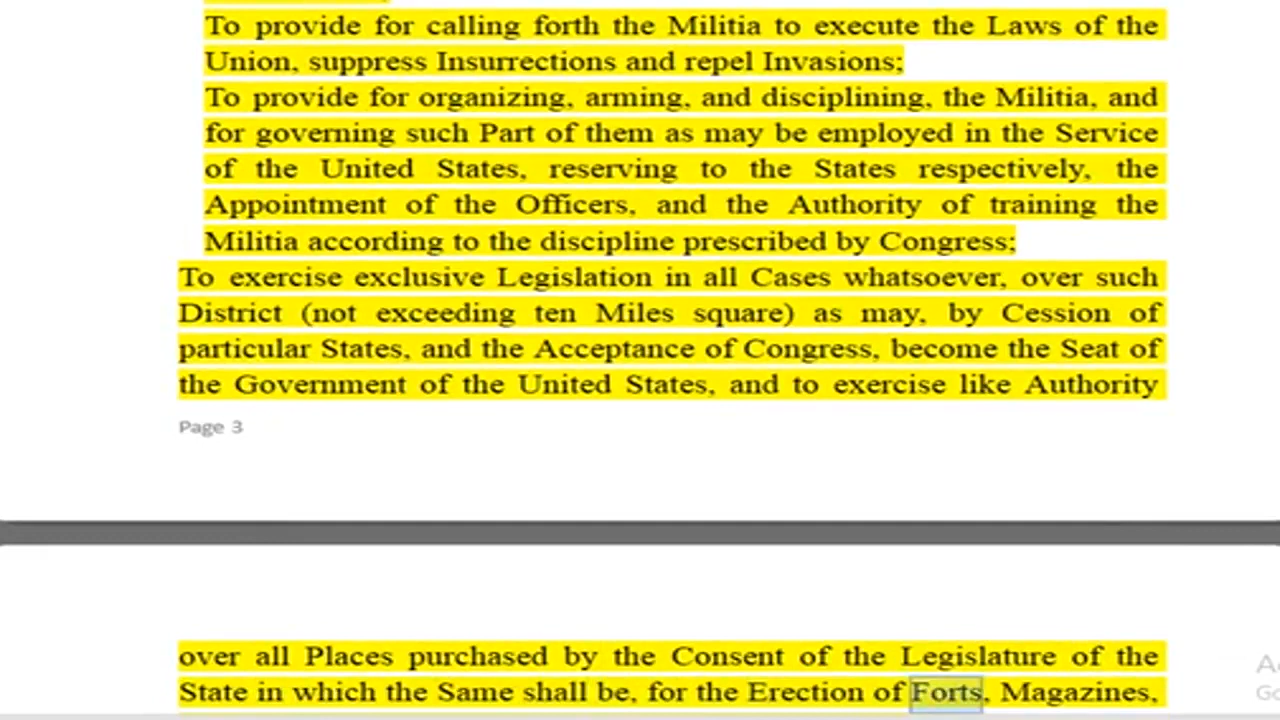 To provide for calling forth the Militia to execute the Laws of the
Union, suppress Insurrections and repel Invasions;
To provide for organizing, arming, and disciplining, the Militia, and
for governing such Part of them as may be employed in the Service
of the United States, reserving to the States respectively, the
Appointment of the Officers, and the Authority of training the
Militia according to the discipline prescribed by Congress;
To exercise exclusive Legislation in all Cases whatsoever, over such
District (not exceeding ten Miles square) as may, by Cession of
particular States, and the Acceptance of Congress, become the Seat of
the Government of the United States, and to exercise like Authority
Page 3
over all Places purchased by the Consent of the Legislature of the
State in which the Same shall be, for the Erection of Forts, Magazines,